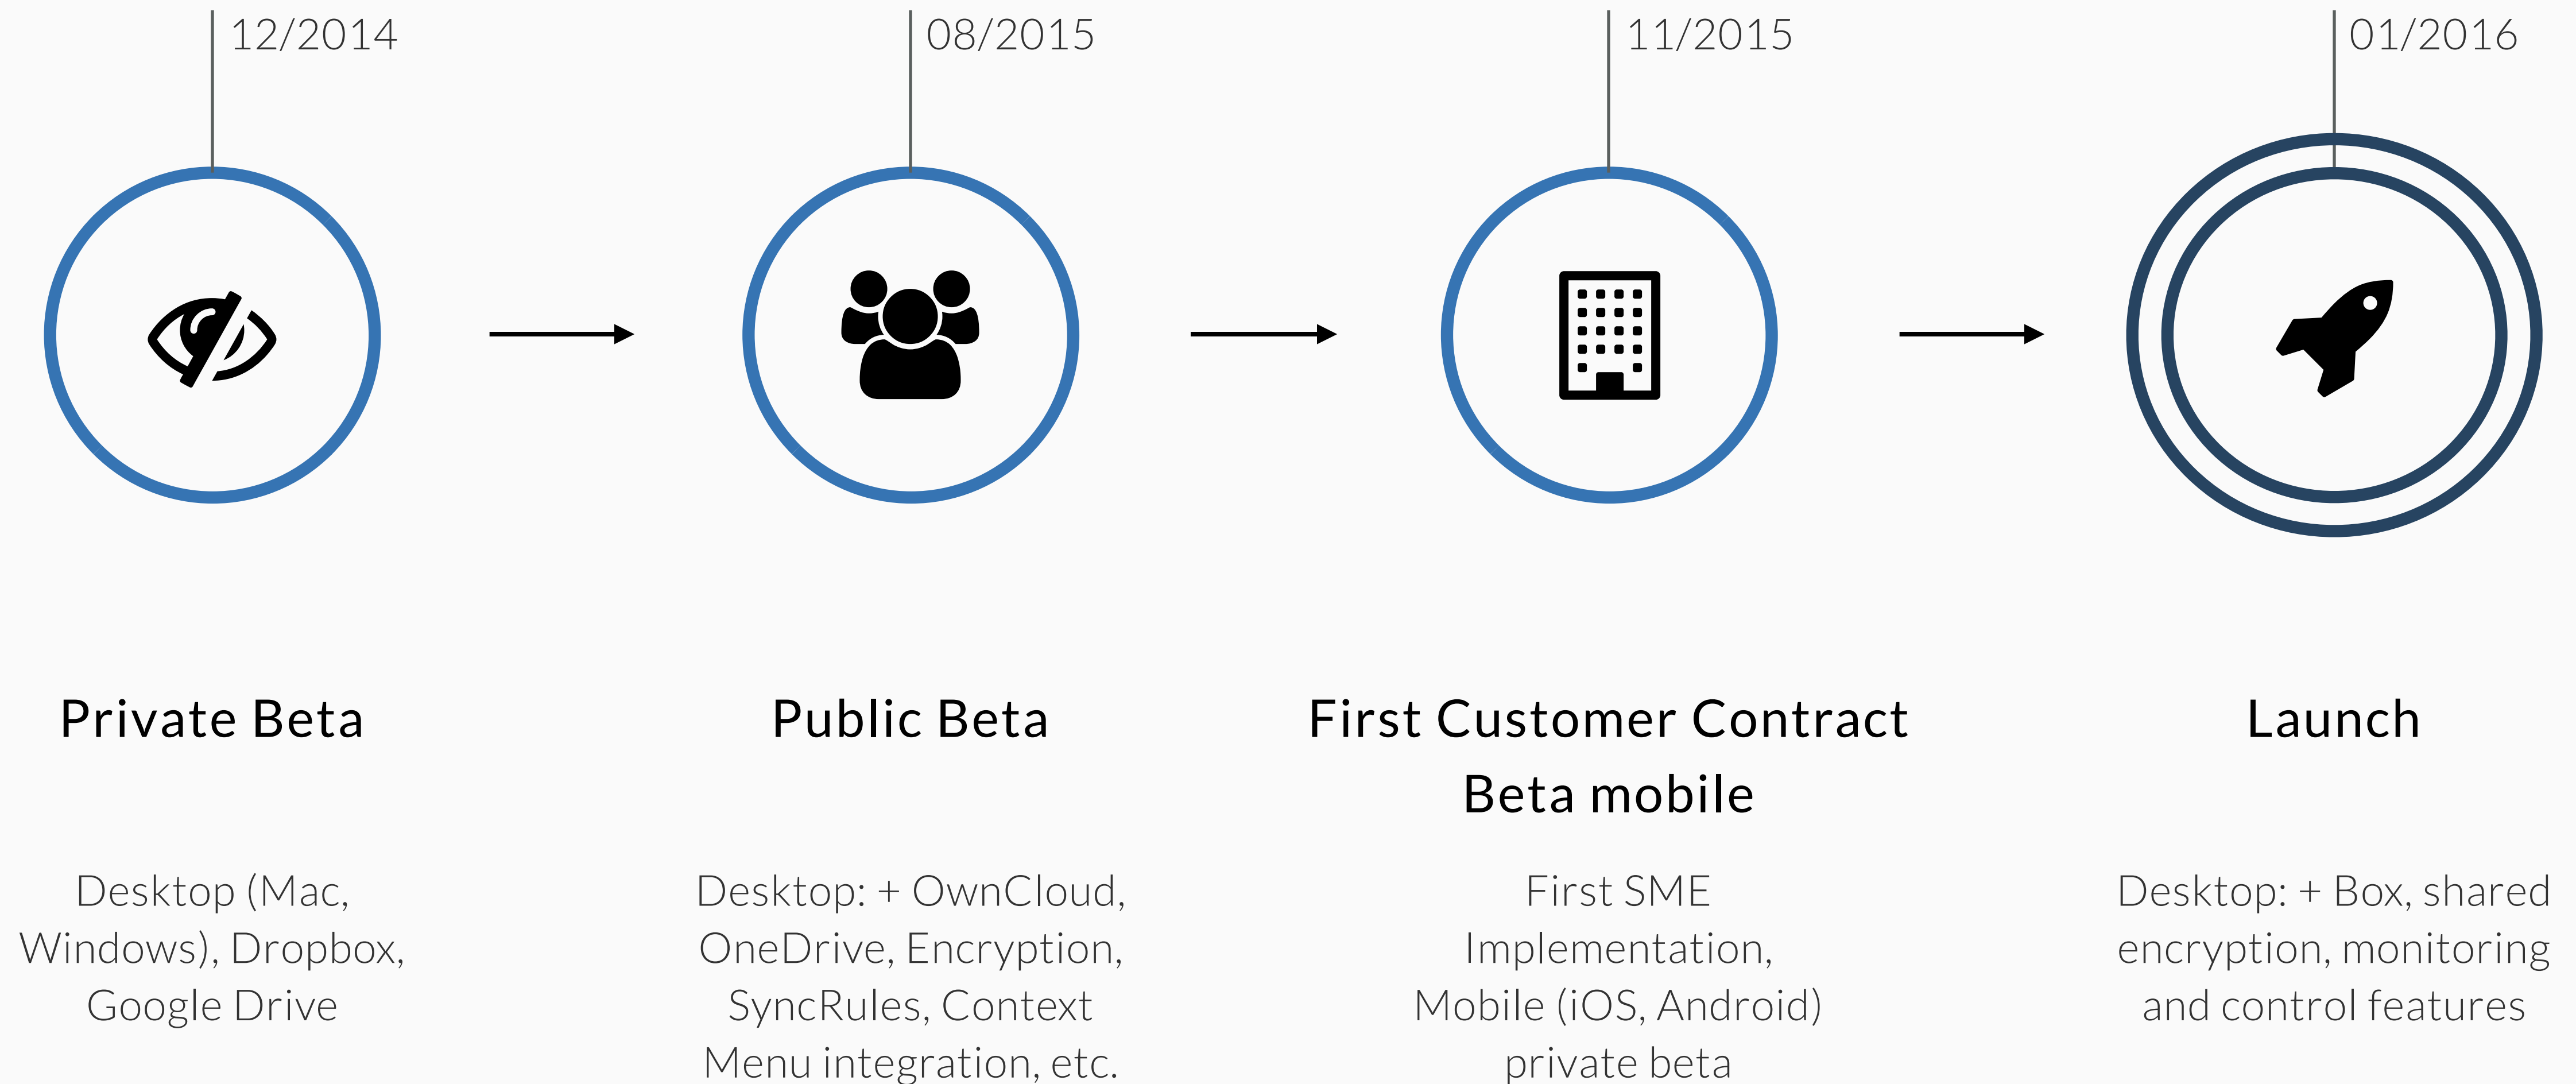 12/2014
08/2015
11/2015
01/2016
Private Beta
Desktop (Mac,
Windows), Dropbox,
Google Drive
Public Beta
Desktop: + OwnCloud,
OneDrive, Encryption,
SyncRules, Context
Menu integration, etc.
First Customer Contract
Beta mobile
First SME
Implementation,
Mobile (iOS, Android)
private beta
Launch
Desktop: + Box, shared
encryption, monitoring
and control features